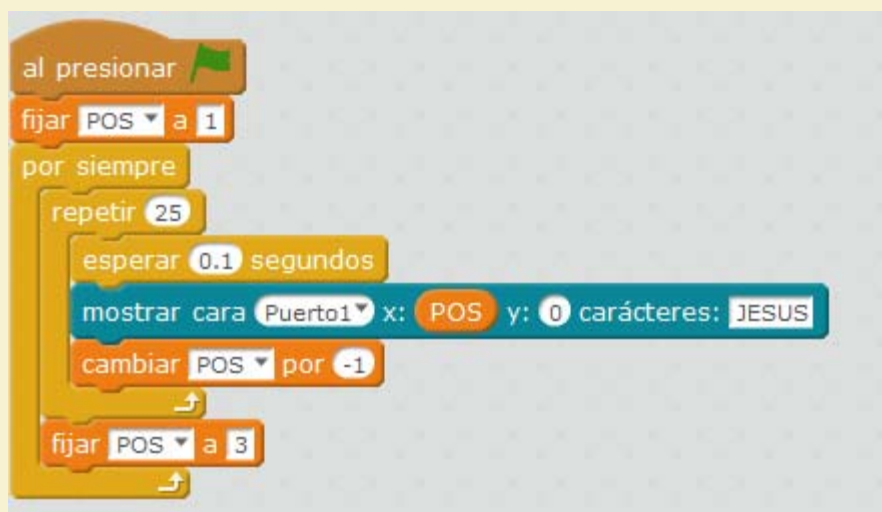 al presionar
fijar POS a 1
por siempre
repetir 25
esperar 0.1 segundos
mostrar cara Puerto1 x: POS y: 0 carácteres: JESUS
cambiar POS por -1
fijar POS a 3